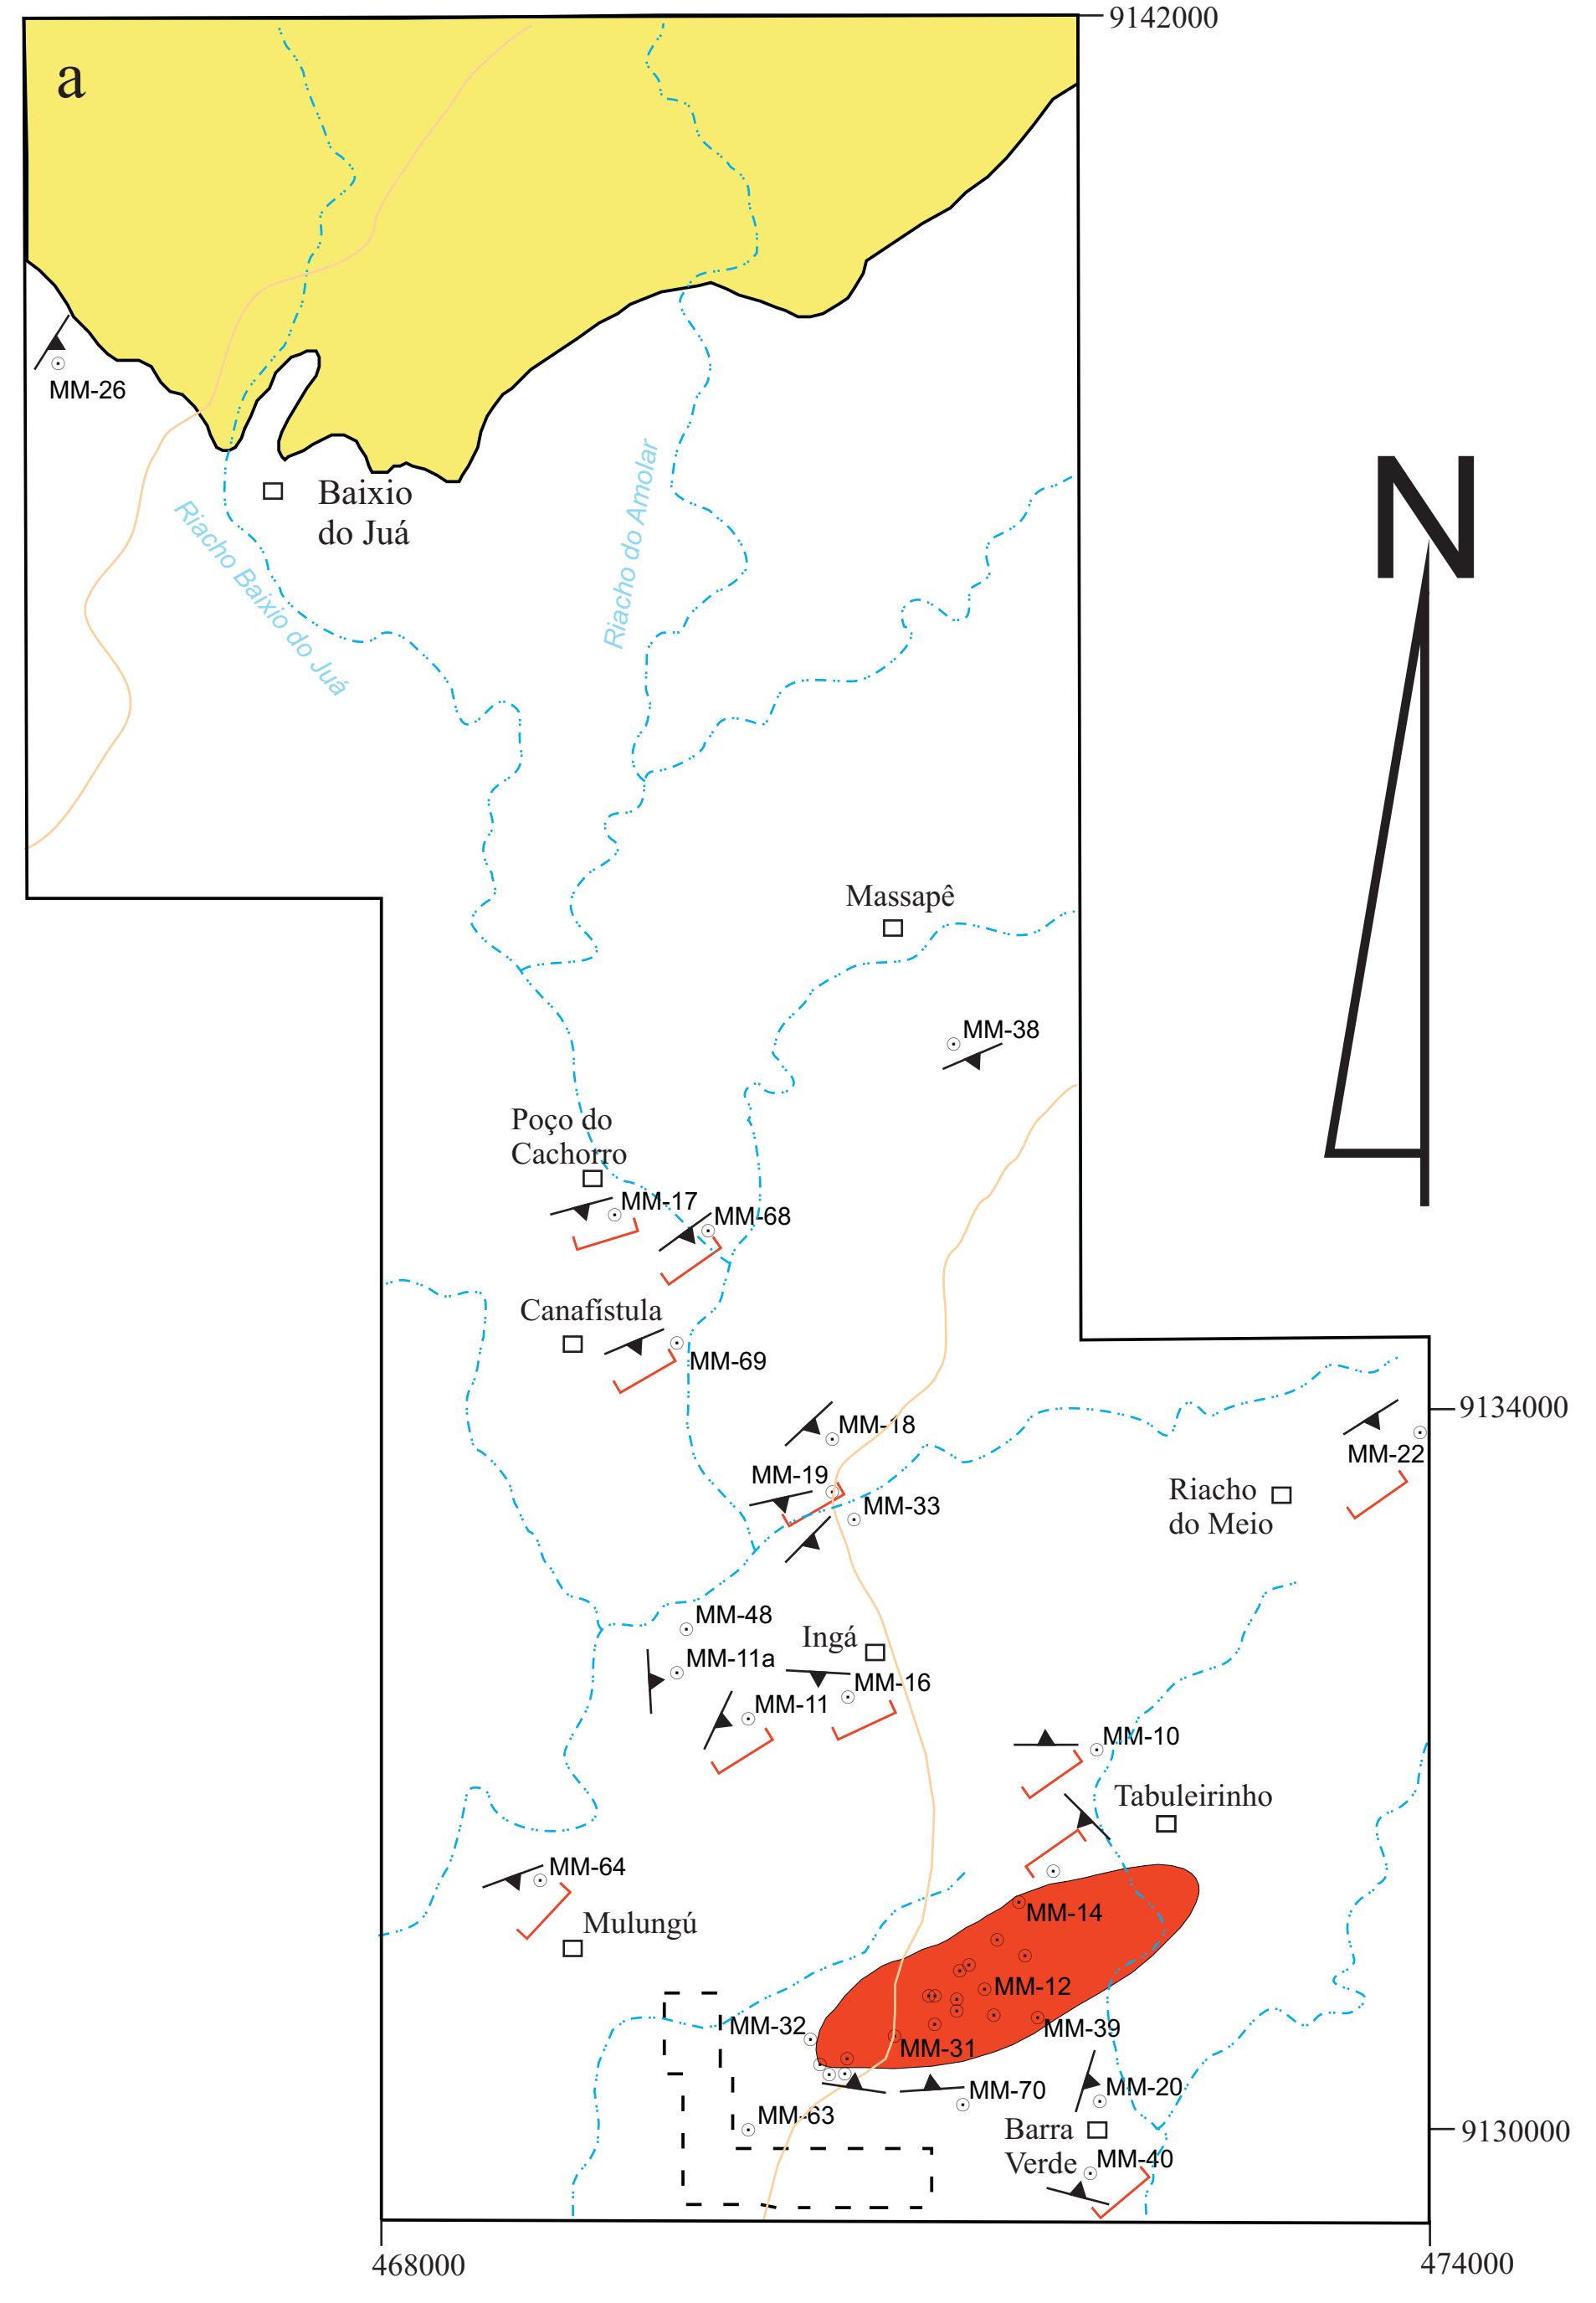 9142000
a
MM-26
Baixio
do Juá
Riacho Baixio do Juá
Riacho do Amolar
N
Massapê
MM-38
Poço do
Cachorro
MM-17
MM-68
Canafístula
MM-69
9134000
MM-18
MM-22
MM-19
Riacho
do Meio
MM-33
MM-48
Ingá
MM-11a
MM-16
MM-11
MM-10
Tabuleirinho
MM-64
MM-14
Mulungú
MM-12
MM-32
MM-39
MM-31
MM-70
MM-20
MM-63
Barra
Verde
9130000
MM-40
468000
474000